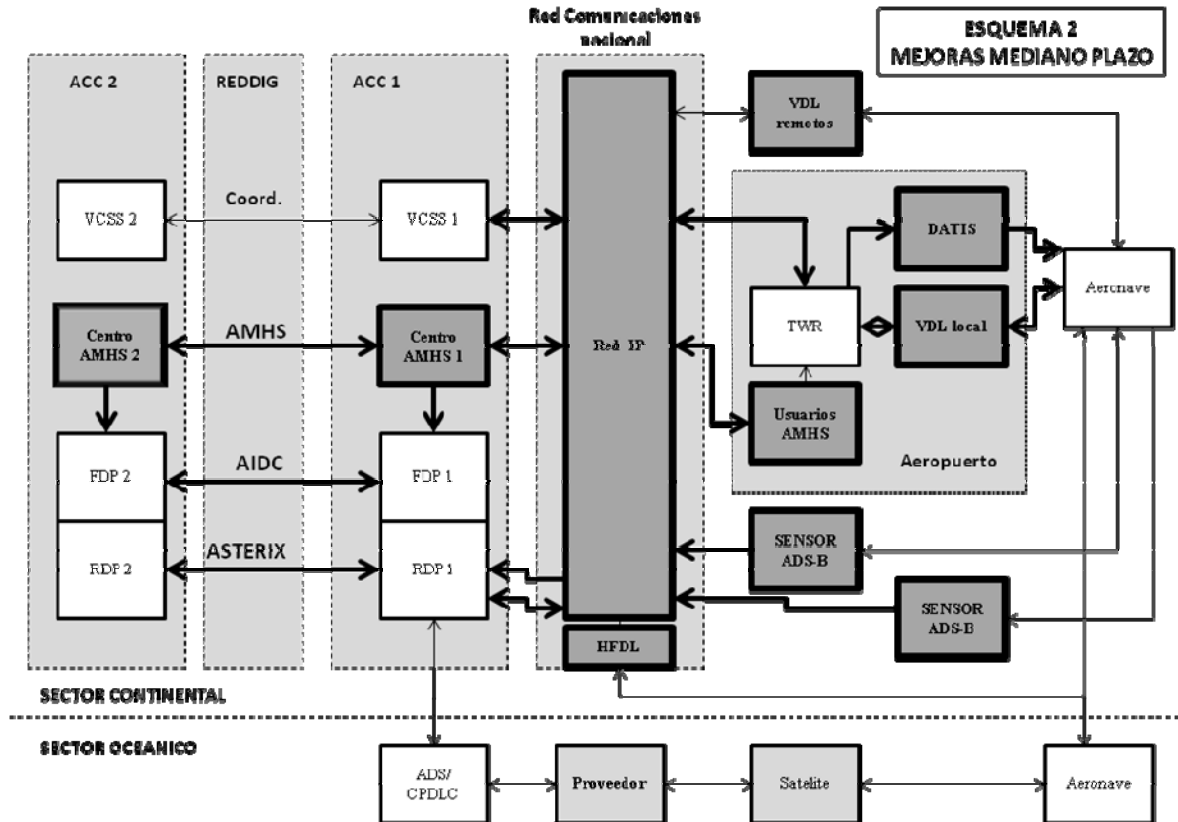 Red Comunicaciones
nacional
ESQUEMA 2
MEJORAS MEDIANO PLAZO
ACC 2
REDDIG
ACC 1
VDL
remotos
Coord.
VCSS 2
VCSS 1
DATIS
Aeronave
Centro
AMHS 2
AMHS
Centro
AMHS 1
Red IP
TWR
VDL local
Usuarios
AMHS
Aeropuerto
FDP 2
AIDC
FDP 1
RDP 2
ASTERIX
RDP 1
SENSOR
ADS-B
SENSOR
ADS-B
HFDL
SECTOR CONTINENTAL
SECTOR OCEANICO
ADS/
CPDLC
Proveedor
Satelite
Aeronave